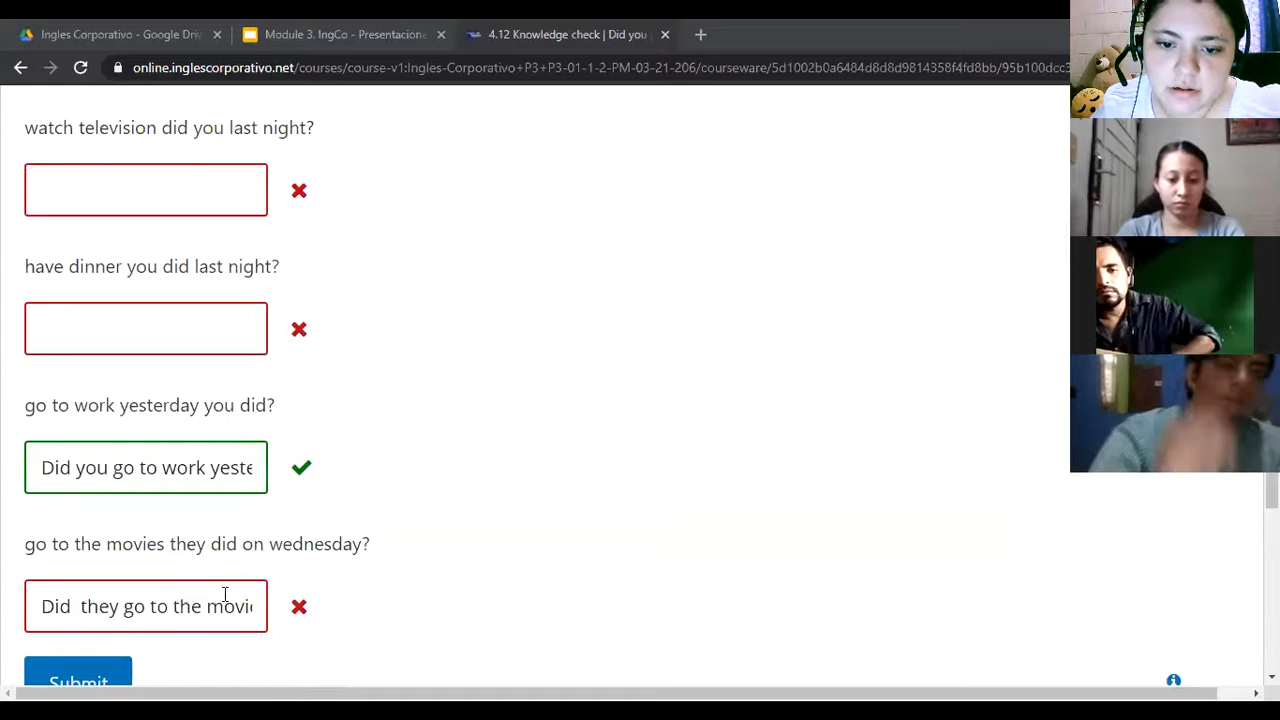 Ingles Corporativo - Google Driv
Module 3. IngCo - Presentacione
4.12 Knowledge check | Did you
online.inglescorporativo.net/courses/course-v1:Ingles-Corporativo+P3+P3-01-1-2-PM-03-21-206/courseware/5d1002b0a6484d8d8d9814358f4fd8bb/95b100dcc3
watch television did you last night?
have dinner you did last night?
go to work yesterday you did?
Did you go to work yeste
go to the movies they did on wednesday?
Did  they go to the movie
Submit